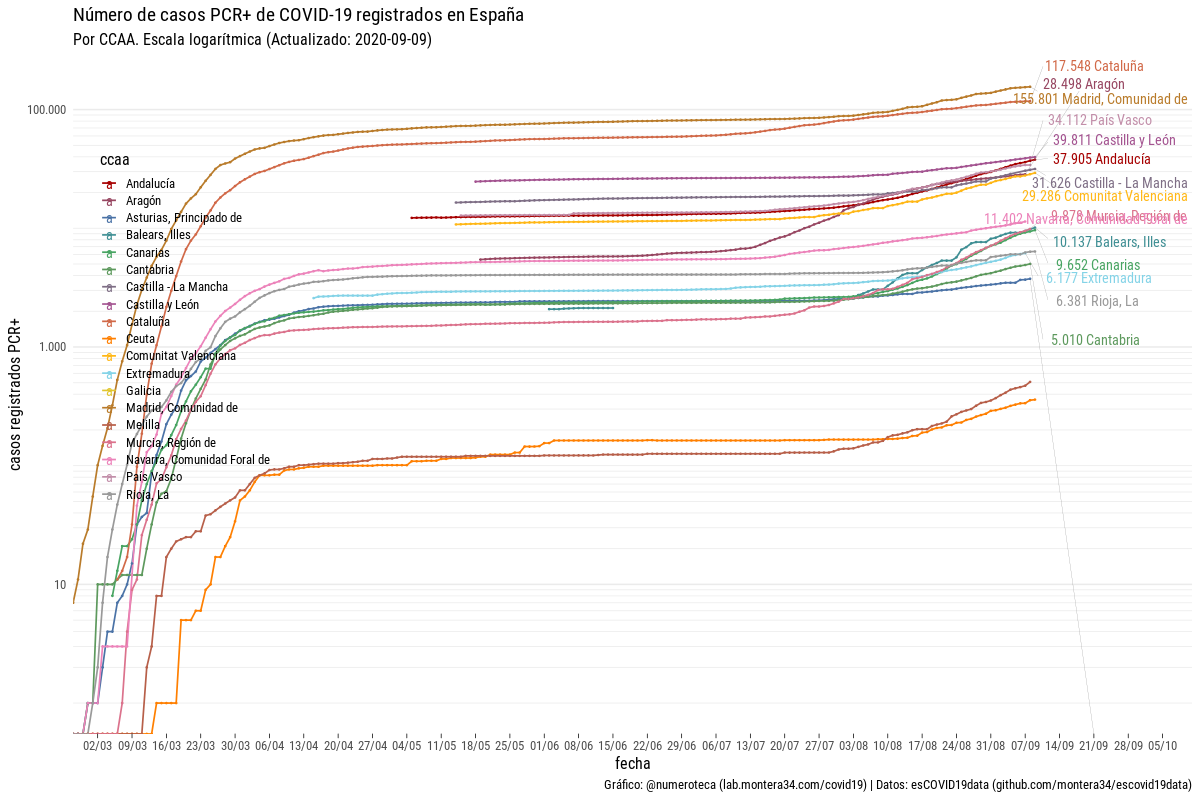 Número de casos PCR+ de COVID-19 registrados en España
Por CCAA. Escala logarítmica (Actualizado: 2020-09-09)
117.548 Cataluña
28.498 Aragón
155.801 Madrid, Comunidad de
34.112 País Vasco
39.811 Castilla y León
37.905 Andalucía
31.626 Castilla - La Mancha
29.286 Comunitat Valenciana
9.878 Murcia, Región de
11.402 Navarra, Comunidad Foral de
10.137 Balears, Illes
9.652 Canarias
6.177 Extremadura
6.381 Rioja, La
5.010 Cantabria
100.000
1.000
10
casos registrados PCR+
ccaa
Andalucía
Aragón
Asturias, Principado de
Balears, Illes
Canarias
Cantabria
Castilla - La Mancha
Castilla y León
Cataluña
Ceuta
Comunitat Valenciana
Extremadura
Galicia
Madrid, Comunidad de
Melilla
Murcia, Región de
Navarra, Comunidad Foral de
País Vasco
Rioja, La
02/03 09/03 16/03 23/03 30/03 06/04 13/04 20/04 27/04 04/05 11/05 18/05 25/05 01/06 08/06 15/06 22/06 29/06 06/07 13/07 20/07 27/07 03/08 10/08 17/08 24/08 31/08 07/09 14/09 21/09 28/09 05/10
fecha
Gráfico: @numeroteca (lab.montera34.com/covid19) | Datos: esCOVID19data (github.com/montera34/escovid19data)